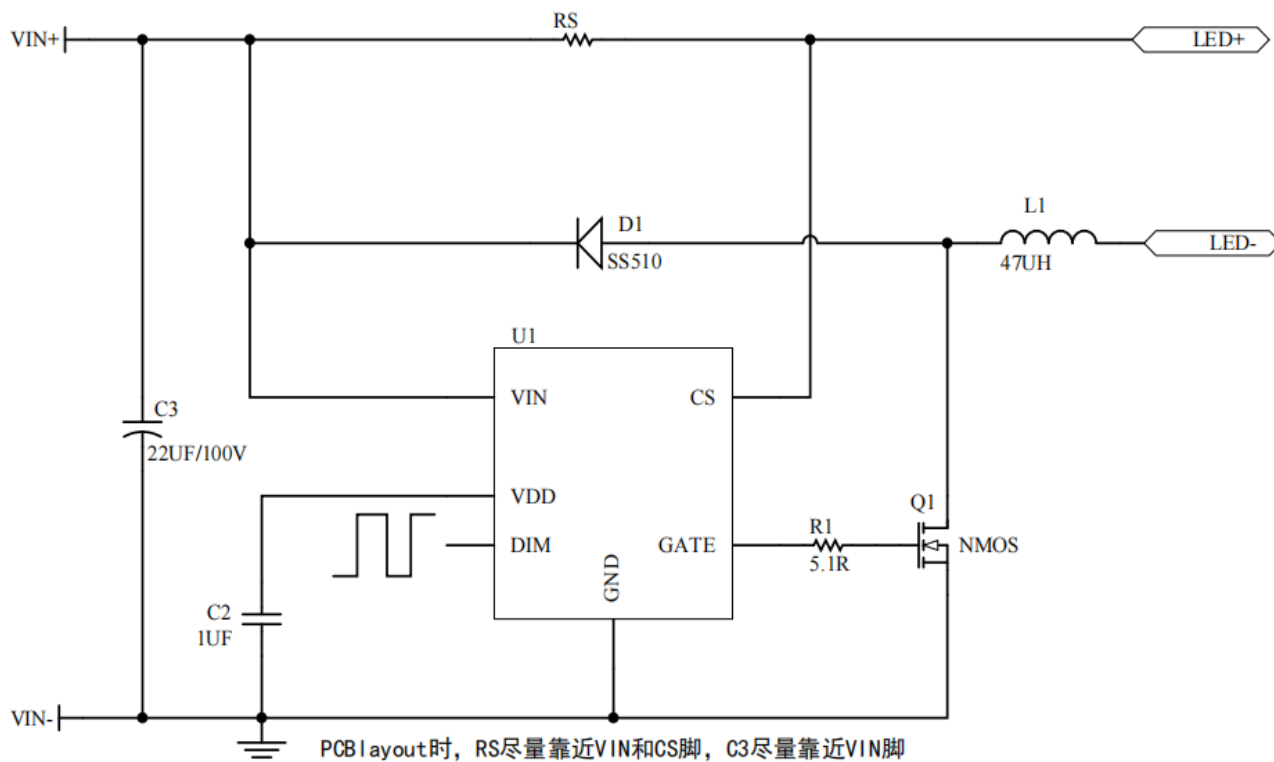 RS
VIN+
LED+
D1
SS510
L1
47UH
LED-
U1
VIN
CS
C3
22UF/100V
VDD
DIM
GATE
GND
R1
5.1R
Q1
NMOS
C2
1UF
VIN-
PCBlayout时，RS尽量靠近VIN和CS脚，C3尽量靠近VIN脚